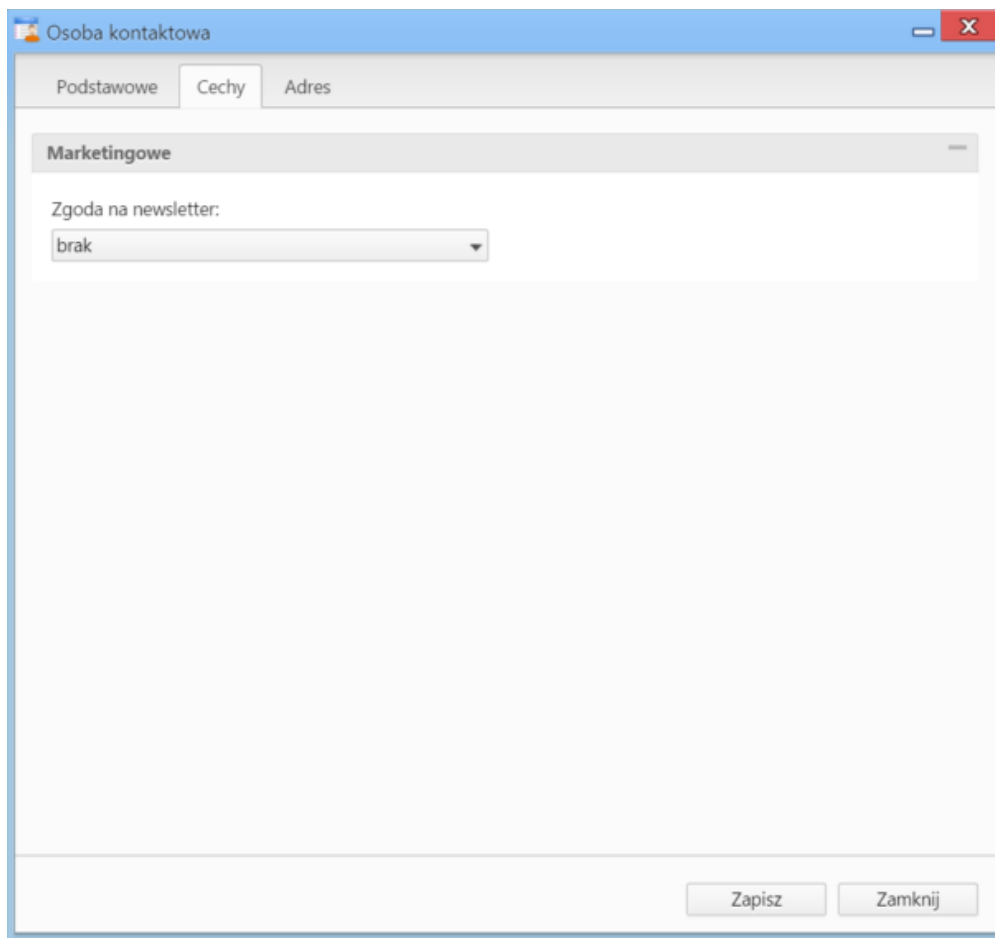 Osoba kontaktowa
Podstawowe Cechy Adres
Marketingowe
Zgoda na newsletter:
brak
Zapisz Zamknij